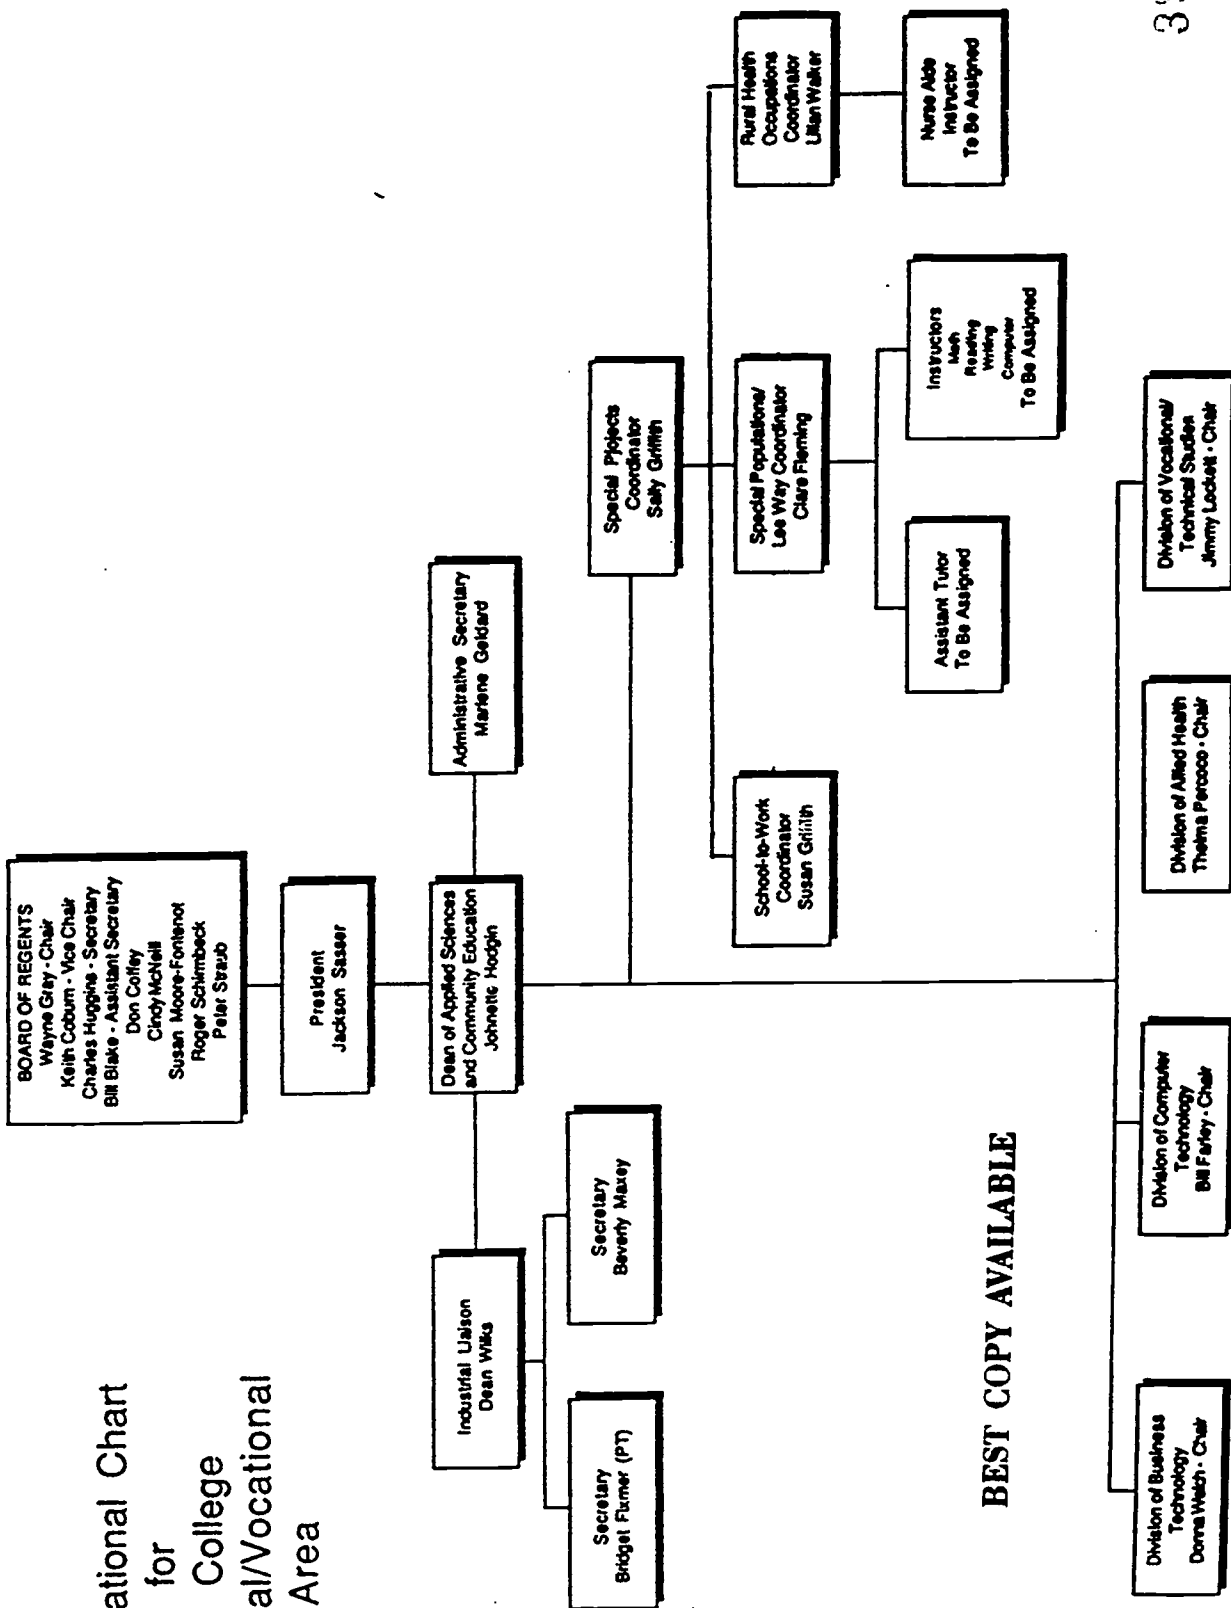 ational Chart
for
College
al/Vocational
Area
BOARD OF REGENTS
Wayne Gray - Chair
Keith Coburn - Vice Chair
Charles Huggins - Secretary
Bill Blake - Assistant Secretary
Don Coffey
Cindy McNeill
Susan Moore-Fontenot
Roger Schirmbeck
Peter Straub
President
Jackson Sasser
Industrial Liaison
Dean Wilks
Dean of Applied Sciences
and Community Education
Johnette Hodgin
Administrative Secretary
Marlene Geldard
Secretary
Bridget Fixmer (PT)
Secretary
Beverly Maxey
Special Projects
Coordinator
Sally Griffith
School-to-Work
Coordinator
Susan Griffith
Special Populations/
Lee Way Coordinator
Clare Fleming
Rural Health
Occupations
Coordinator
Lilian Walker
Assistant Tutor
To Be Assigned
Instructors
Math
Reading
Writing
Computer
To Be Assigned
Nurse Aide
Instructor
To Be Assigned
BEST COPY AVAILABLE
Division of Business
Technology
Donna Welch - Chair
Division of Computer
Technology
Bill Farley - Chair
Division of Allied Health
Thelma Percoco - Chair
Division of Vocational/
Technical Studies
Jimmy Lockett - Chair